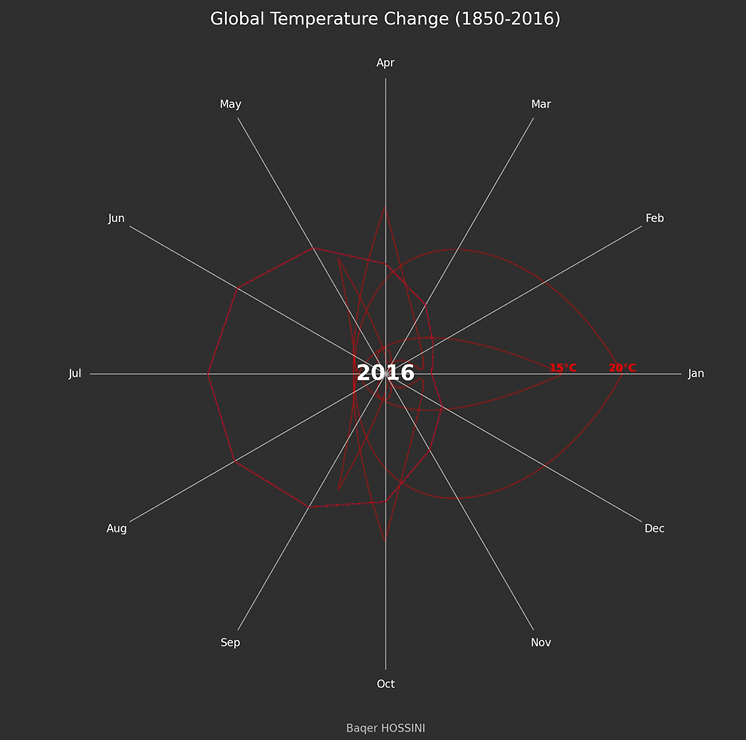 Global Temperature Change (1850-2016)
Apr
May
Mar
Jun
Feb
Jul
2016
15°C
20°C
Jan
Aug
Dec
Sep
Nov
Oct
Baqer HOSSINI